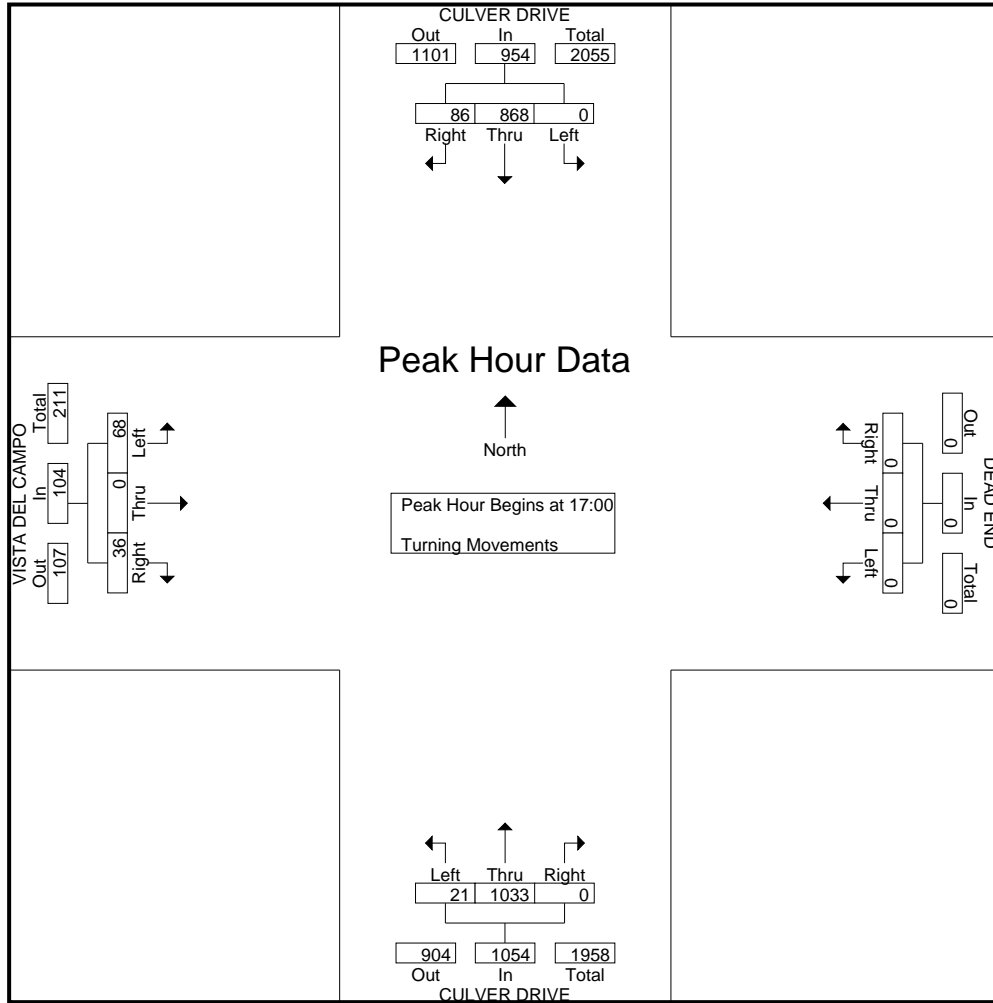 CULVER DRIVE
Out In Total
1101 954 2055
86 868 0
Right Thru Left
Peak Hour Data
North
Peak Hour Begins at 17:00
Turning Movements
VISTA DEL CAMPO
Total In Out
211 104 107
68 0 36
Left Thru Right
DEAD END
Out In Total
0 0 0
Right Thru Left
0 0 0
Left Thru Right
21 1033 0
904 1054 1958
Out In Total
CULVER DRIVE